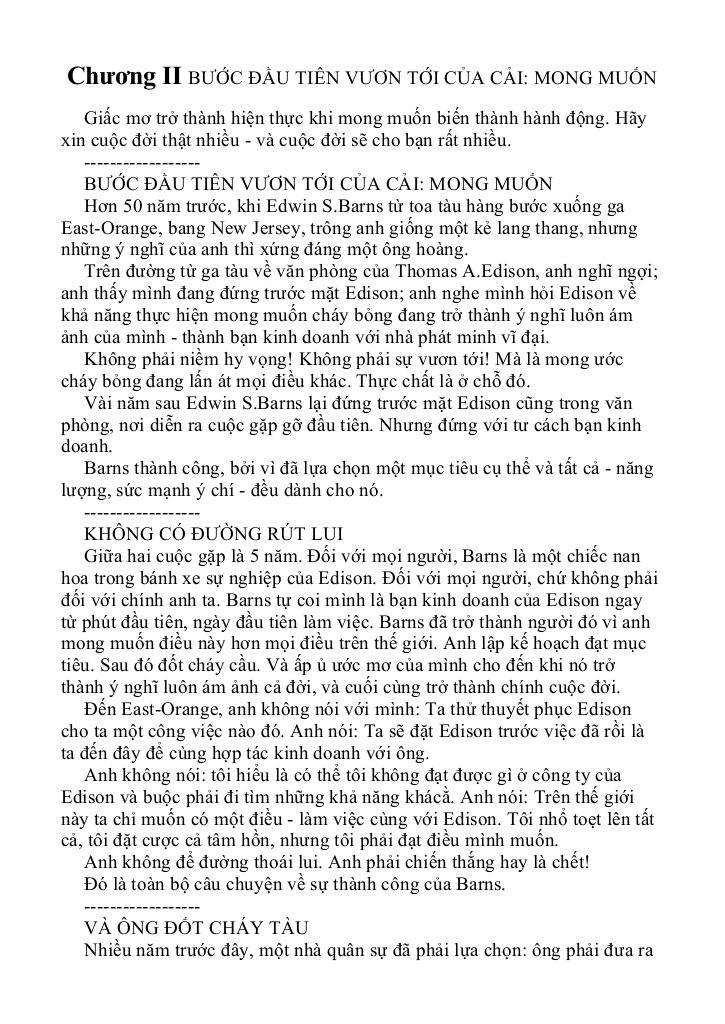 Chương II BƯỚC ĐẦU TIÊN VƯƠN TỚI CỦA CẢI: MONG MUỐN
Giấc mơ trở thành hiện thực khi mong muốn biến thành hành động. Hãy
xin cuộc đời thật nhiều - và cuộc đời sẽ cho bạn rất nhiều.
------------------
BƯỚC ĐẦU TIÊN VƯƠN TỚI CỦA CẢI: MONG MUỐN
Hơn 50 năm trước, khi Edwin S.Barns từ toa tàu hàng bước xuống ga
East-Orange, bang New Jersey, trông anh giống một kẻ lang thang, nhưng
những ý nghĩ của anh thì xứng đáng một ông hoàng.
Trên đường từ ga tàu về văn phòng của Thomas A.Edison, anh nghĩ ngợi;
anh thấy mình đang đứng trước mặt Edison; anh nghe mình hỏi Edison về
khả năng thực hiện mong muốn cháy bỏng đang trở thành ý nghĩ luôn ám
ảnh của mình - thành bạn kinh doanh với nhà phát minh vĩ đại.
Không phải niềm hy vọng! Không phải sự vươn tới! Mà là mong ước
cháy bỏng đang lấn át mọi điều khác. Thực chất là ở chỗ đó.
Vài năm sau Edwin S.Barns lại đứng trước mặt Edison cũng trong văn
phòng, nơi diễn ra cuộc gặp gỡ đầu tiên. Nhưng đứng với tư cách bạn kinh
doanh.
Barns thành công, bởi vì đã lựa chọn một mục tiêu cụ thể và tất cả - năng
lượng, sức mạnh ý chí - đều dành cho nó.
------------------
KHÔNG CÓ ĐƯỜNG RÚT LUI
Giữa hai cuộc gặp là 5 năm. Đối với mọi người, Barns là một chiếc nan
hoa trong bánh xe sự nghiệp của Edison. Đối với mọi người, chứ không phải
đối với chính anh ta. Barns tự coi mình là bạn kinh doanh của Edison ngay
từ phút đầu tiên, ngày đầu tiên làm việc. Barns đã trở thành người đó vì anh
mong muốn điều này hơn mọi điều trên thế giới. Anh lập kế hoạch đạt mục
tiêu. Sau đó đốt cháy cầu. Và ấp ủ ước mơ của mình cho đến khi nó trở
thành ý nghĩ luôn ám ảnh cả đời, và cuối cùng trở thành chính cuộc đời.
Đến East-Orange, anh không nói với mình: Ta thử thuyết phục Edison
cho ta một công việc nào đó. Anh nói: Ta sẽ đặt Edison trước việc đã rồi là
ta đến đây để cùng hợp tác kinh doanh với ông.
Anh không nói: tôi hiểu là có thể tôi không đạt được gì ở công ty của
Edison và buộc phải đi tìm những khả năng khácằ. Anh nói: Trên thế giới
này ta chỉ muốn có một điều - làm việc cùng với Edison. Tôi nhổ toẹt lên tất
cả, tôi đặt cược cả tâm hồn, nhưng tôi phải đạt điều mình muốn.
Anh không để đường thoái lui. Anh phải chiến thắng hay là chết!
Đó là toàn bộ câu chuyện về sự thành công của Barns.
------------------
VÀ ÔNG ĐỐT CHÁY TÀU
Nhiều năm trước đây, một nhà quân sự đã phải lựa chọn: ông phải đưa ra